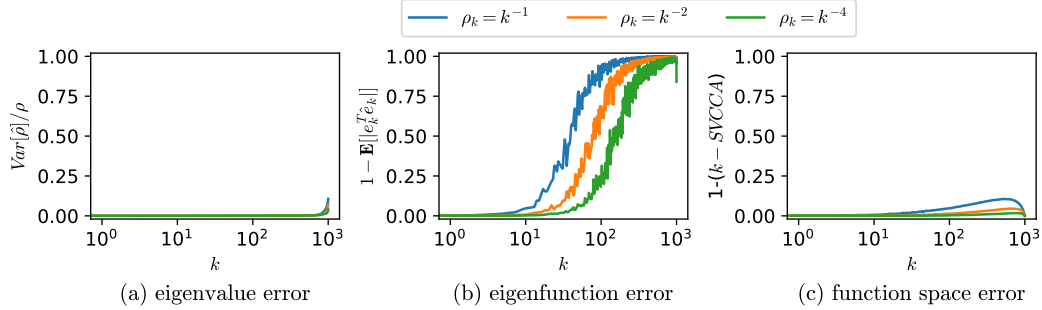 ρ_k = k^{-1} ρ_k = k^{-2} ρ_k = k^{-4}
Var[ρ̂]/ρ
1.00
0.75
0.50
0.25
0.00
10^0 10^1 10^2 10^3
k
(a) eigenvalue error
1 − E[|e_k^T ê_k|]
1.00
0.75
0.50
0.25
0.00
10^0 10^1 10^2 10^3
k
(b) eigenfunction error
1-(k − SVCCA)
1.00
0.75
0.50
0.25
0.00
10^0 10^1 10^2 10^3
k
(c) function space error